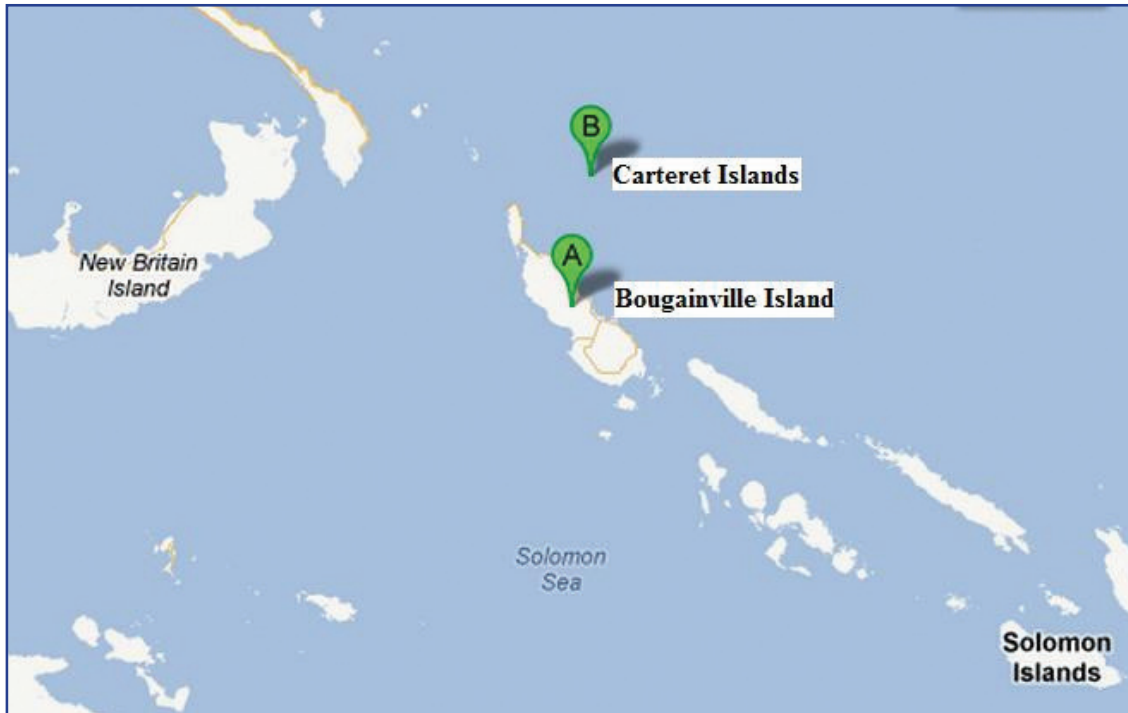 B
Carteret Islands
A
New Britain
Island
Bougainville Island
Solomon
Sea
Solomon
Islands